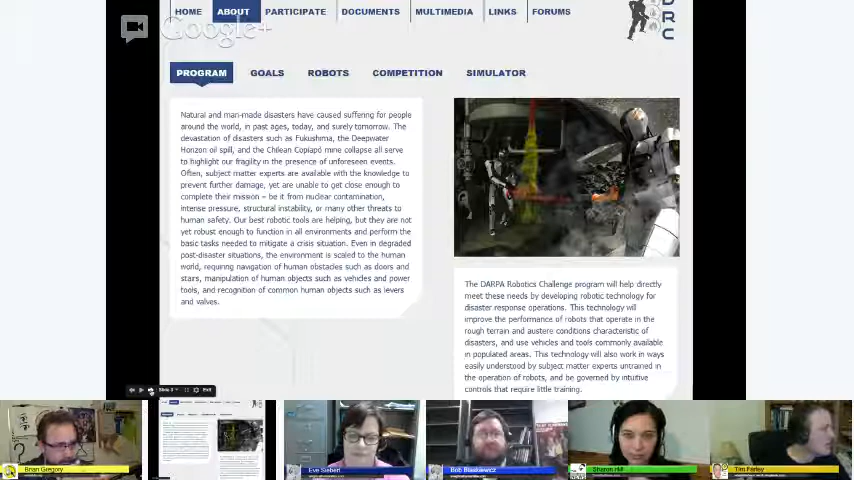 HOME ABOUT PARTICIPATE DOCUMENTS MULTIMEDIA LINKS FORUMS
Google+
D
R
C
PROGRAM GOALS ROBOTS COMPETITION SIMULATOR
Natural and man-made disasters have caused suffering for people
around the world, in past ages, today, and surely tomorrow. The
devastation of disasters such as Fukushima, the Deepwater
Horizon oil spill, and the Chilean Copiapó mine collapse all serve
to highlight our fragility in the presence of unforeseen events.
Often, subject matter experts are available with the knowledge to
prevent further damage, yet are unable to get close enough to
complete their mission – be it from nuclear contamination,
intense pressure, structural instability, or many other threats to
human safety. Our best robotic tools are helping, but they are not
yet robust enough to function in all environments and perform the
basic tasks needed to mitigate a crisis situation. Even in degraded
post-disaster situations, the environment is scaled to the human
world, requiring navigation of human obstacles such as doors and
stairs, manipulation of human objects such as vehicles and power
tools, and recognition of common human objects such as levers
and valves.
The DARPA Robotics Challenge program will help directly
meet these needs by developing robotic technology for
disaster response operations. This technology will
improve the performance of robots that operate in the
rough terrain and austere conditions characteristic of
disasters, and use vehicles and tools commonly available
in populated areas. This technology will also work in ways
easily understood by subject matter experts untrained in
the operation of robots, and be governed by intuitive
controls that require little training.
Slide 3 Exit
Brian Gregory
Eve Siebert
Bob Blaskiewicz
Sharon Hill
Tim Farley
NEWS